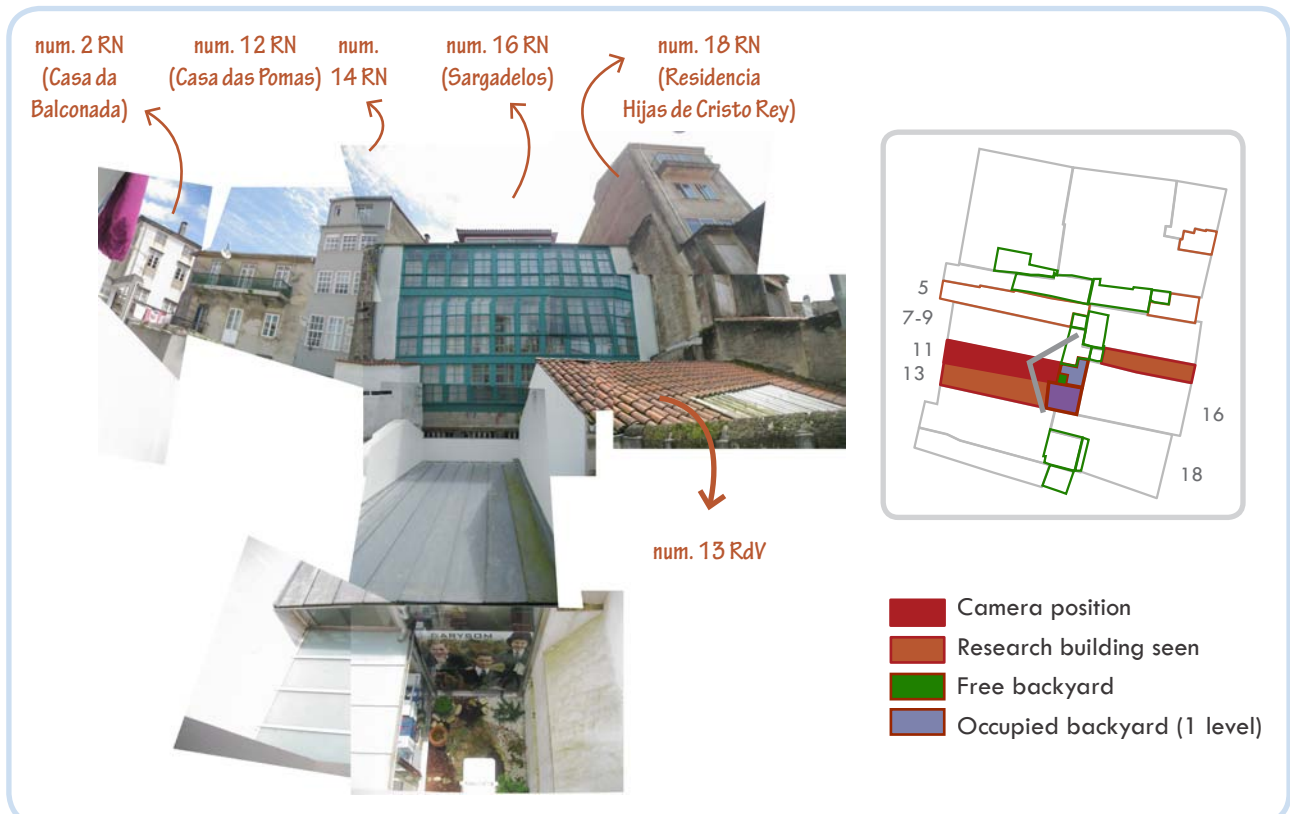 num. 2 RN
(Casa da
Balconada)
num. 12 RN
(Casa das Pomas)
num.
14 RN
num. 16 RN
(Sargadelos)
num. 18 RN
(Residencia
Hijas de Cristo Rey)
num. 13 RdV
5
7-9
11
13
16
18
Camera position
Research building seen
Free backyard
Occupied backyard (1 level)